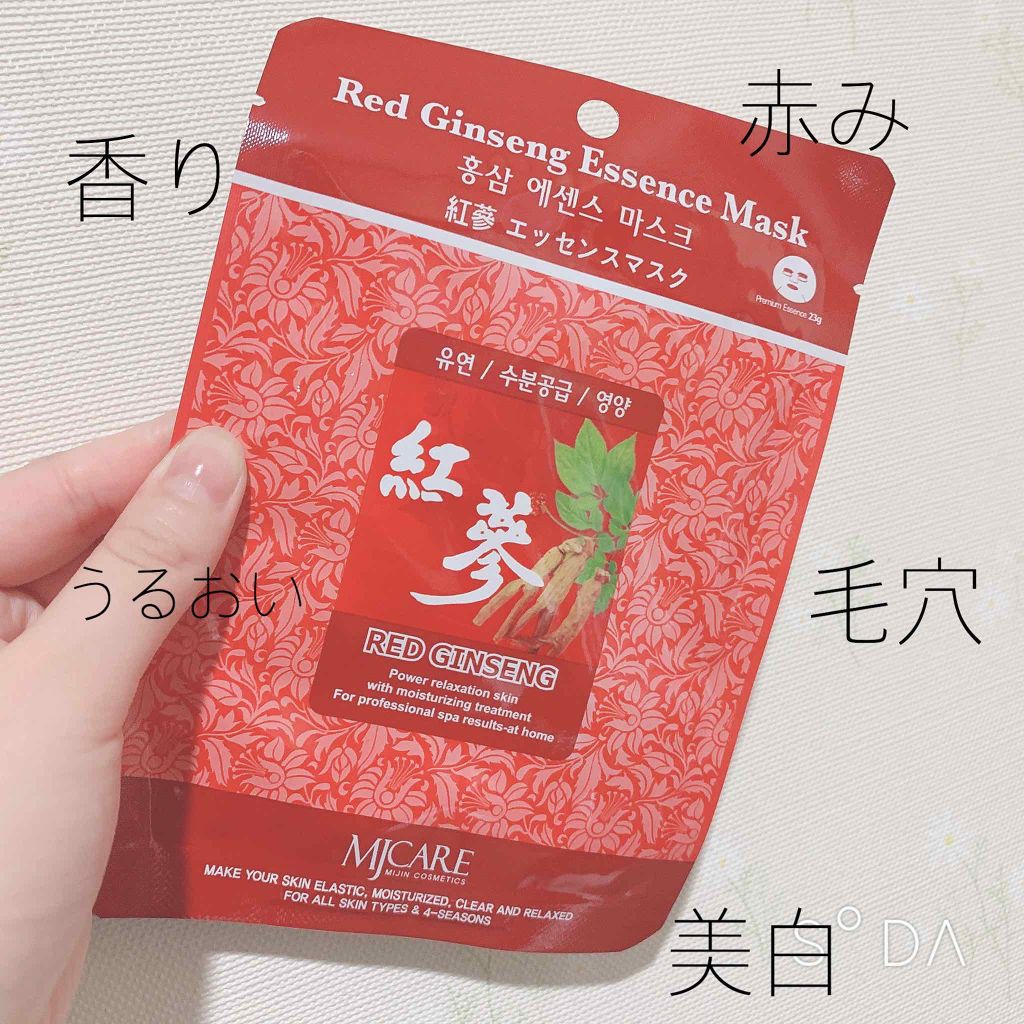 Red Ginseng Essence Mask
홍삼 에센스 마스크
紅蔘 エッセンスマスク
Premium Essence 23g
赤み
香り
유연 / 수분공급 / 영양
紅蔘
RED GINSENG
Power relaxation skin
with moisturizing treatment
For professional spa results-at home
うるおい
毛穴
MJCARE
MIJIN COSMETICS
MAKE YOUR SKIN ELASTIC, MOISTURIZED, CLEAR AND RELAXED
FOR ALL SKIN TYPES & 4-SEASONS
美白
S°DA